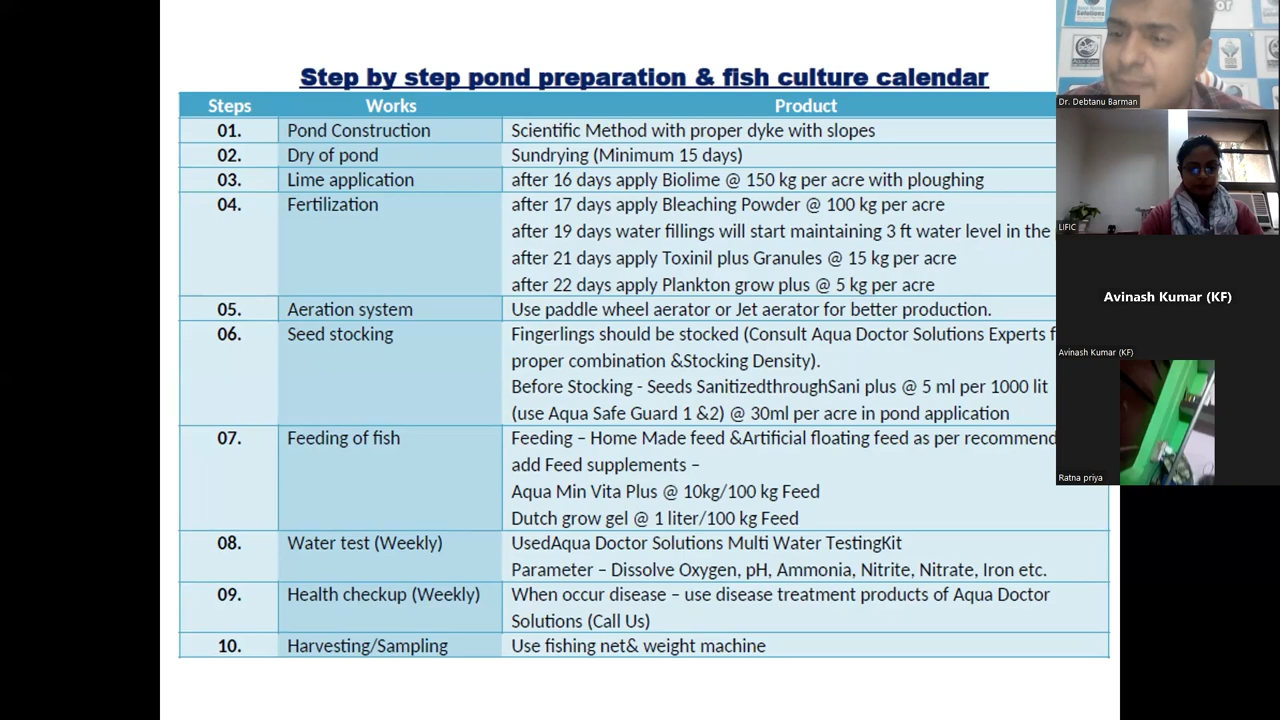 Step by step pond preparation & fish culture calendar
Steps Works Product
01. Pond Construction Scientific Method with proper dyke with slopes
02. Dry of pond Sundrying (Minimum 15 days)
03. Lime application after 16 days apply Biolime @ 150 kg per acre with ploughing
04. Fertilization after 17 days apply Bleaching Powder @ 100 kg per acre
after 19 days water fillings will start maintaining 3 ft water level in the
after 21 days apply Toxinil plus Granules @ 15 kg per acre
after 22 days apply Plankton grow plus @ 5 kg per acre
05. Aeration system Use paddle wheel aerator or Jet aerator for better production.
06. Seed stocking Fingerlings should be stocked (Consult Aqua Doctor Solutions Experts
proper combination &Stocking Density).
Before Stocking - Seeds SanitizedthroughSani plus @ 5 ml per 1000 lit
(use Aqua Safe Guard 1 &2) @ 30ml per acre in pond application
07. Feeding of fish Feeding – Home Made feed &Artificial floating feed as per recommend
add Feed supplements –
Aqua Min Vita Plus @ 10kg/100 kg Feed
Dutch grow gel @ 1 liter/100 kg Feed
08. Water test (Weekly) UsedAqua Doctor Solutions Multi Water TestingKit
Parameter – Dissolve Oxygen, pH, Ammonia, Nitrite, Nitrate, Iron etc.
09. Health checkup (Weekly) When occur disease – use disease treatment products of Aqua Doctor
Solutions (Call Us)
10. Harvesting/Sampling Use fishing net& weight machine
Dr. Debtanu Barman
LIFIC
Avinash Kumar (KF)
Avinash Kumar (KF)
Ratna priya